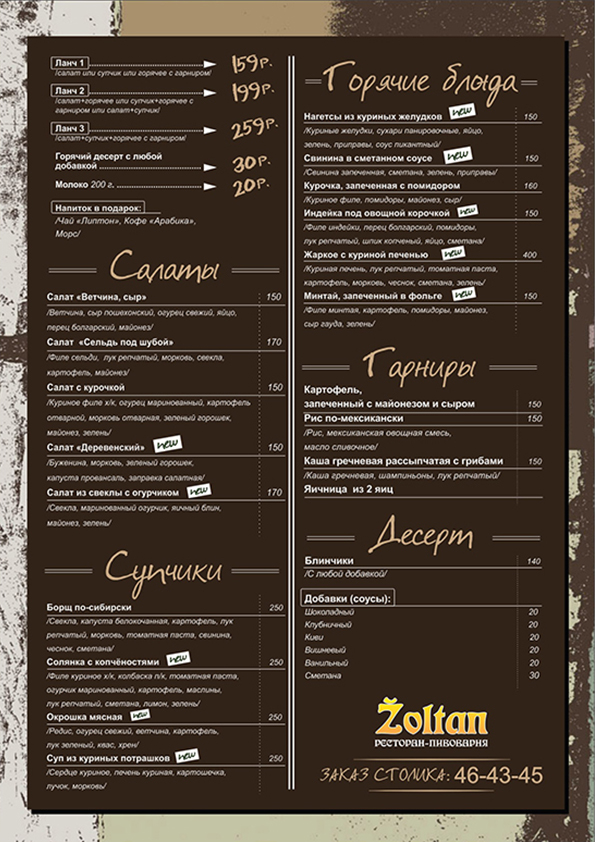 Ланч 1 159р.
/салат или супчик или горячее с гарниром/
Ланч 2 199р.
/салат+горячее или супчик+горячее с
гарниром или салат+супчик/
Ланч 3 259р.
/салат+супчик+горячее с гарниром/
Горячий десерт с любой
добавкой 30р.
Молоко 200 г. 20р.
Напиток в подарок:
/Чай «Липтон», Кофе «Арабика»,
Морс/
Салаты
Салат «Ветчина, сыр» 150
/Ветчина, сыр пошехонский, огурец свежий, яйцо,
перец болгарский, майонез/
Салат «Сельдь под шубой» 170
/Филе сельди, лук репчатый, морковь, свекла,
картофель, майонез/
Салат с курочкой 150
/Куриное филе х/к, огурец маринованный, картофель
отварной, морковь отварная, зеленый горошек,
майонез, зелень/
Салат «Деревенский» new 150
/Буженина, морковь, зеленый горошек,
капуста провансаль, заправка салатная/
Салат из свеклы с огурчиком new 170
/Свекла, маринованный огурчик, яичный блин,
майонез, зелень/
Супчики
Борщ по-сибирски 250
/Свекла, капуста белокочанная, картофель, лук
репчатый, морковь, томатная паста, свинина,
чеснок, сметана/
Солянка с копчёностями new 250
/Филе куриное х/к, колбаска п/к, томатная паста,
огурчик маринованный, картофель, маслины,
лук репчатый, сметана, лимон, зелень/
Окрошка мясная new 250
/Редис, огурец свежий, ветчина, картофель,
лук зеленый, квас, хрен/
Суп из куриных потрашков new 250
/Сердце куриное, печень куриная, картошечка,
лучок, морковь/
Горячие блюда
Нагетсы из куриных желудков new 150
/Куриные желудки, сухари панировочные, яйцо,
зелень, приправы, соус пикантный/
Свинина в сметанном соусе new 150
/Свинина запеченная, сметана, зелень, приправы/
Курочка, запеченная с помидором 160
/Куриное филе, помидоры, майонез, сыр/
Индейка под овощной корочкой new 150
/Филе индейки, перец болгарский, помидоры,
лук репчатый, шпик копченый, яйцо, сметана/
Жаркое с куриной печенью new 400
/Куриная печень, лук репчатый, томатная паста,
картофель, морковь, чеснок, сметана, зелень/
Минтай, запеченный в фольге new 150
/Филе минтая, картофель, помидоры, майонез,
сыр гауда, зелень/
Гарниры
Картофель,
запеченный с майонезом и сыром 150
Рис по-мексикански 150
/Рис, мексиканская овощная смесь,
масло сливочное/
Каша гречневая рассыпчатая с грибами 150
/Каша гречневая, шампиньоны, лук репчатый/
Яичница из 2 яиц
Десерт
Блинчики 140
/С любой добавкой/
Добавки (соусы):
Шоколадный 20
Клубничный 20
Киви 20
Вишневый 20
Ванильный 20
Сметана 30
Žoltan
РЕСТОРАН-ПИВОВАРНЯ
ЗАКАЗ СТОЛИКА: 46-43-45